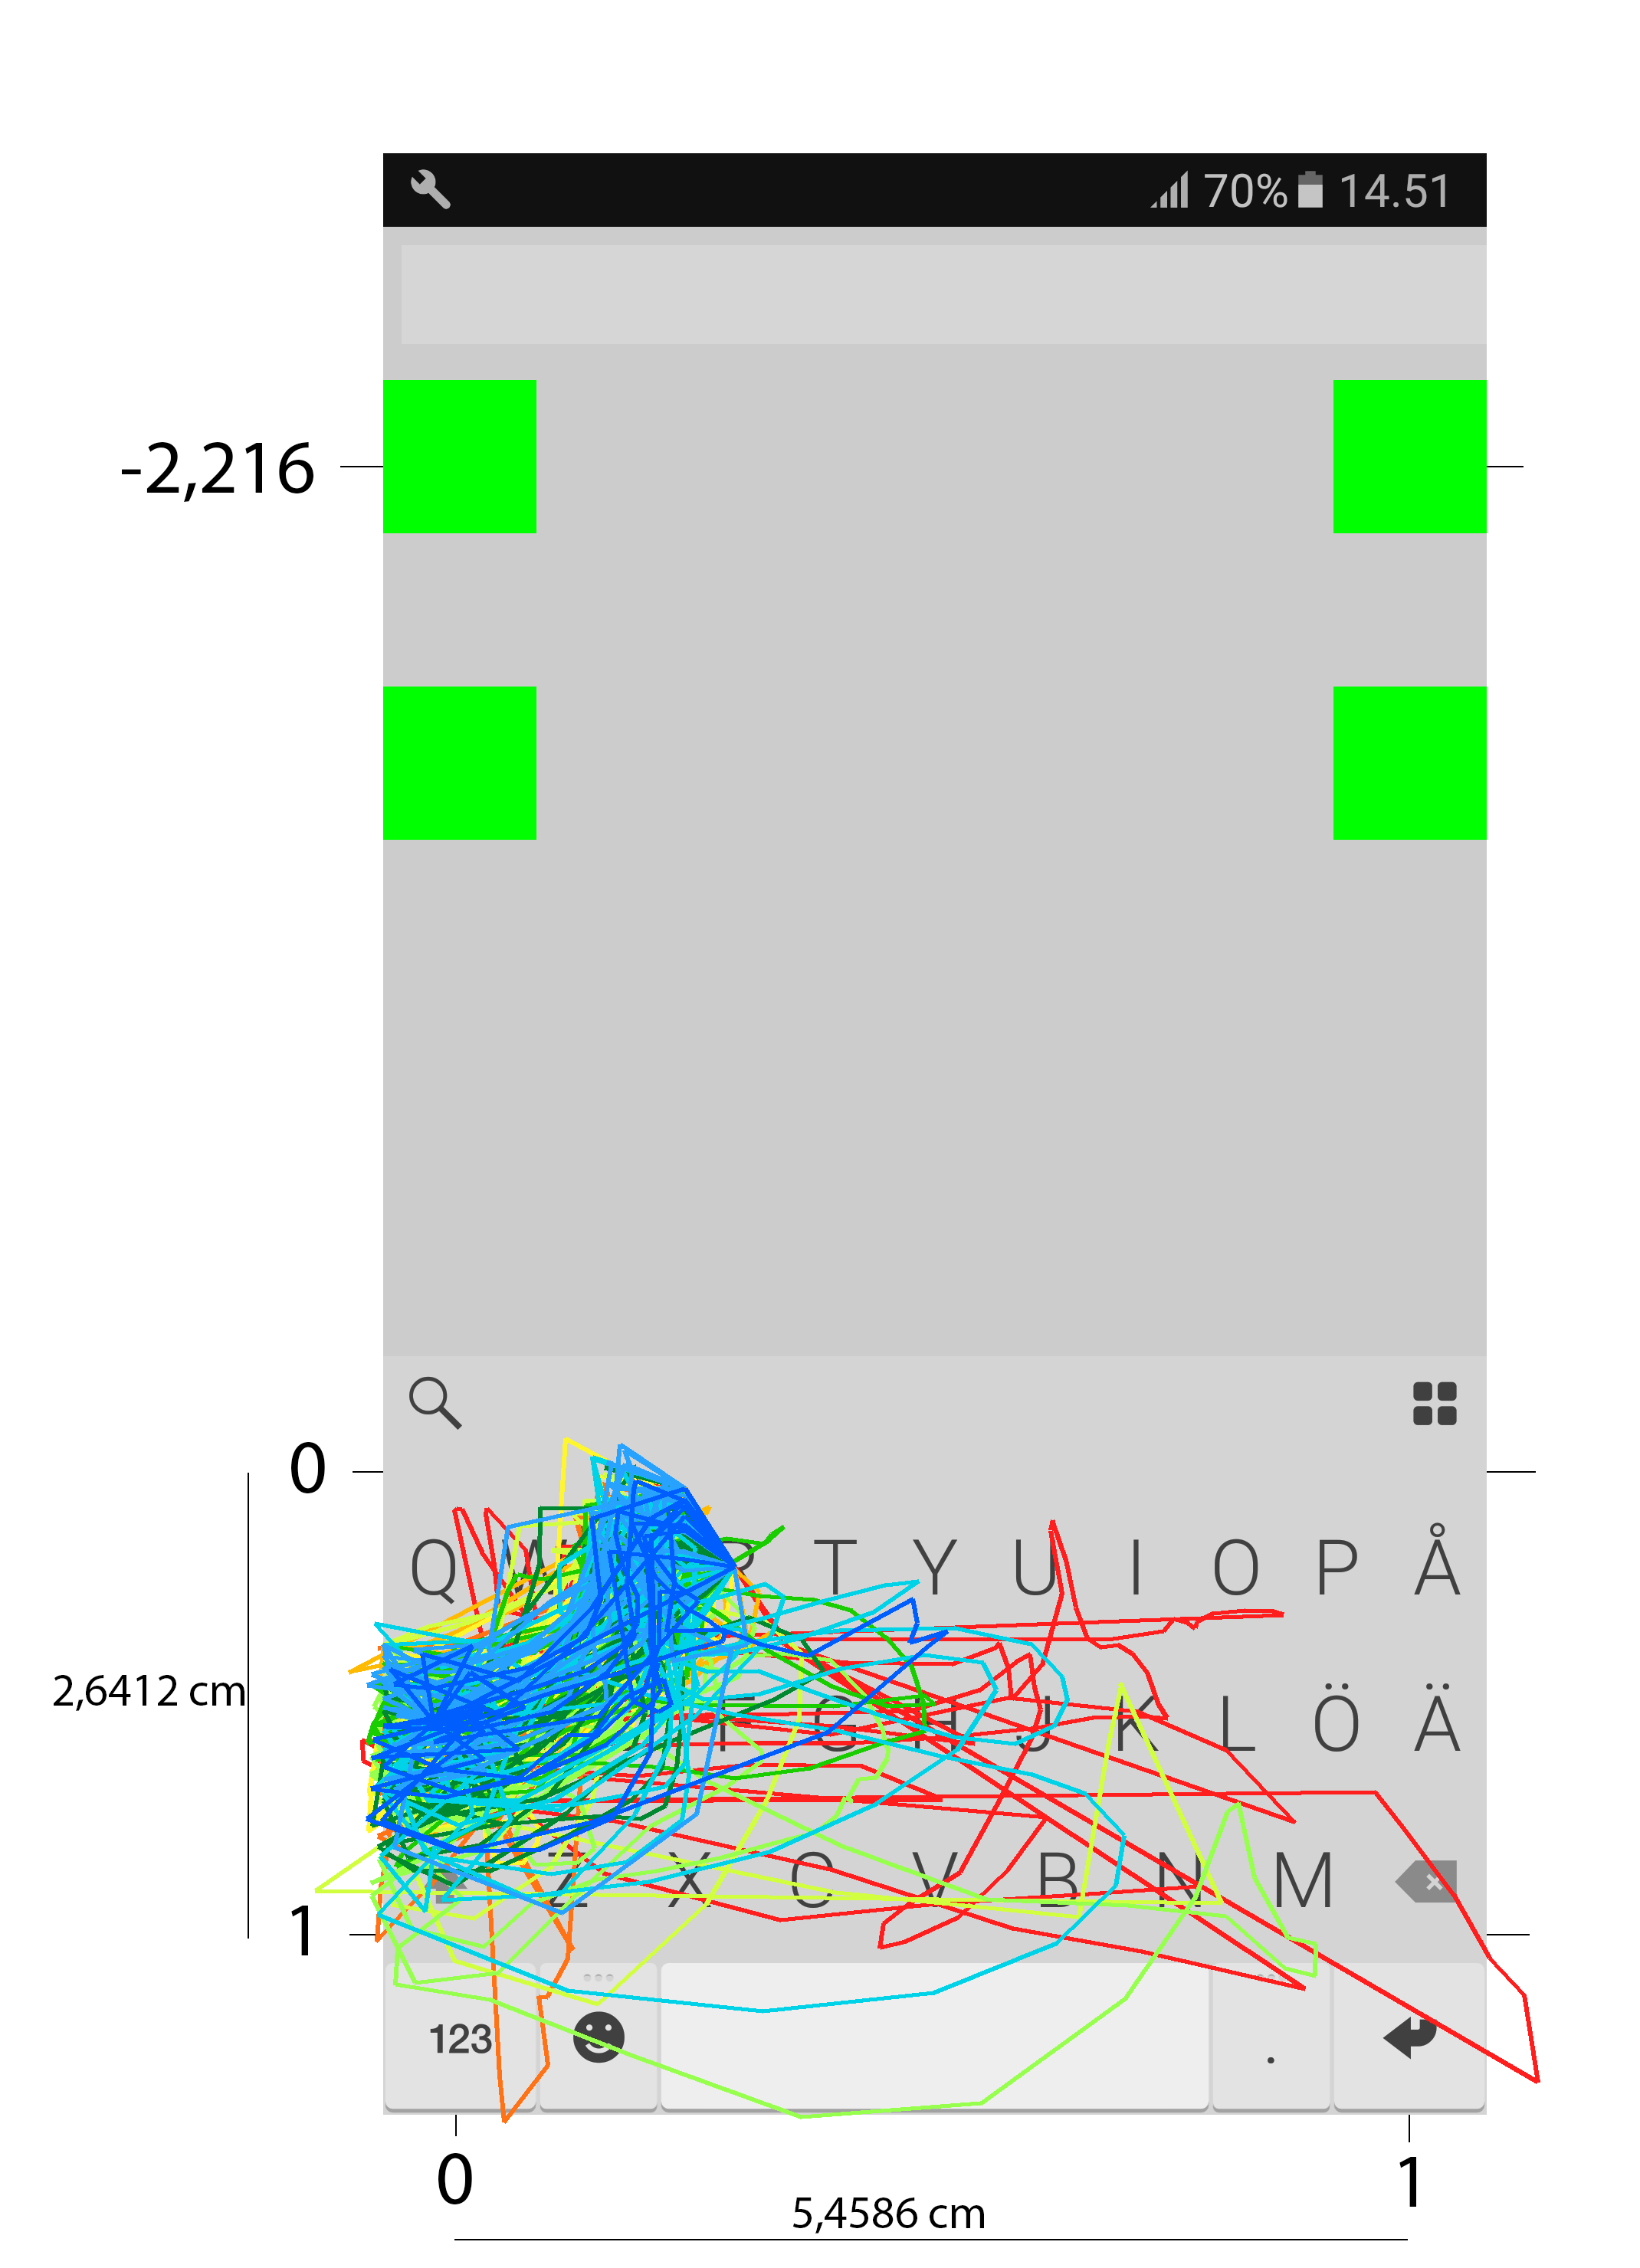 70% 14.51
-2,216
0
Q W R T Y U I O P Å
2,6412 cm
F G H J K L Ö Ä
Z X C V B N M
1
123 .
0 1
5,4586 cm